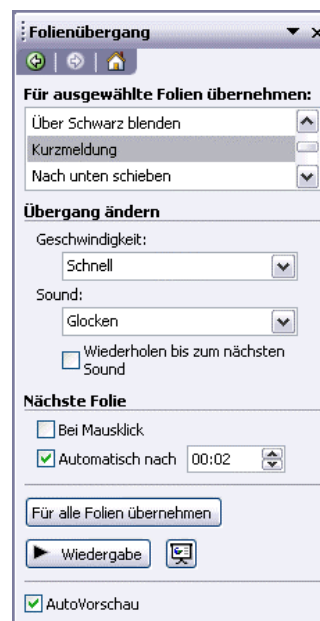 Folienübergang
Für ausgewählte Folien übernehmen:
Über Schwarz blenden
Kurzmeldung
Nach unten schieben
Übergang ändern
Geschwindigkeit:
Schnell
Sound:
Glocken
Wiederholen bis zum nächsten
Sound
Nächste Folie
Bei Mausklick
Automatisch nach 00:02
Für alle Folien übernehmen
Wiedergabe
AutoVorschau